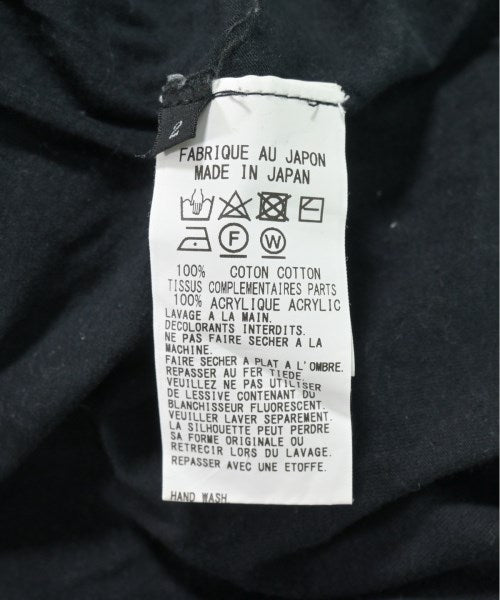 2
FABRIQUE AU JAPON
MADE IN JAPAN
F W
100% COTON COTTON
TISSUS COMPLEMENTAIRES PARTS
100% ACRYLIQUE ACRYLIC
LAVAGE A LA MAIN.
DECOLORANTS INTERDITS.
NE PAS FAIRE SECHER A LA
MACHINE.
FAIRE SECHER A PLAT A L'OMBRE.
REPASSER AU FER TIEDE.
VEUILLEZ NE PAS UTILISER
DE LESSIVE CONTENANT DU
BLANCHISSEUR FLUORESCENT.
VEUILLER LAVER SEPAREMENT.
LA SILHOUETTE PEUT PERDRE
SA FORME ORIGINALE OU
RETRECIR LORS DU LAVAGE.
REPASSER AVEC UNE ETOFFE.
HAND WASH